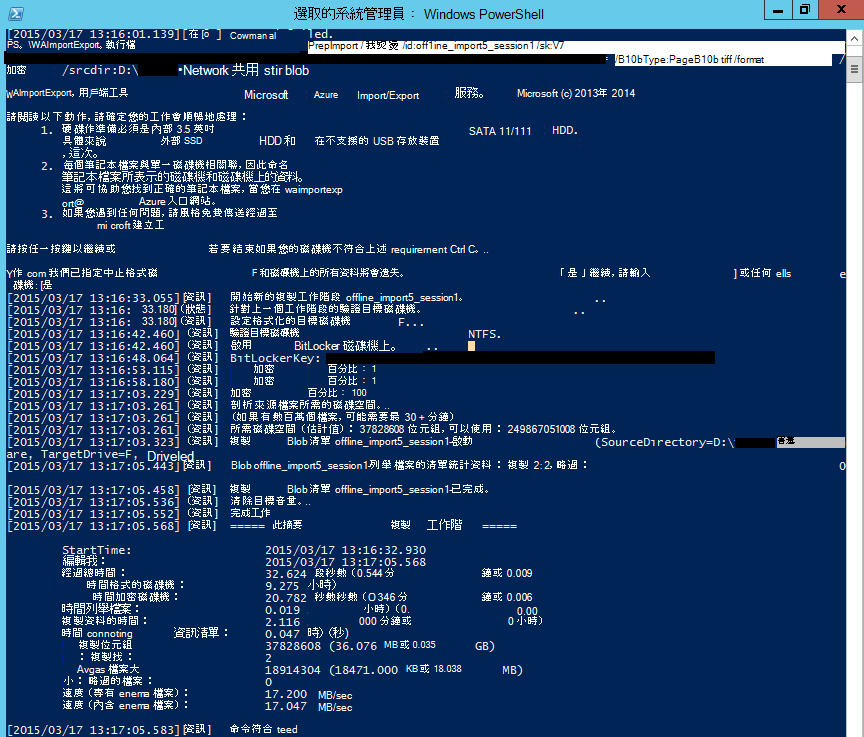 選取的系統管理員： Windows PowerShell
[2015/03/17 13:16:01.139] Cowman al led.
PS。\WAImportExport, 執行檔 PrepImport / /id:off1ine_import5_session1 /sk:V7
/B10bType:PageB10b tiff /format
加密 /srcdir:D:\ •Network 共用 stir blob
WAImportExport, 用戶端工具 Microsoft Azure Import/Export 服務。 Microsoft (c) 2013年 2014
請閱讀以下動作, 請確定您的工作會順暢地處理：
1. 硬碟作準備必須是內部 3.5 英吋 SATA 11/111 HDD.
具體來說 外部 SSD HDD 和 在不支援的 USB 存放裝置
, 這次。
2. 每個筆記本檔案與單一磁碟機相關聯, 因此命名
筆記本檔案所表示的磁碟機和磁碟機上的資料。
這將可協助您找到正確的筆記本檔案, 當您在 waimportexp
ort@ Azure 入口網站。
3. 如果您遇到任何問題, 請風格免費傳送經過至
mi croft 建立工
請按任一按鍵以繼續或 若要結束如果您的磁碟機不符合上述 requirement Ctrl C。..
Y作 com 我們已指定中止格式磁 F 和磁碟機上的所有資料將會遺失。 「是」繼續, 請輸入 ] 或任何 ells e
碟機: [是
[2015/03/17 13:16:33.055] [資訊] 開始新的複製工作階段 offline_import5_session1。 ..
[2015/03/17 13:16: 33.180] (狀態] 針對上一個工作階段的驗證目標磁碟機。 ..
[2015/03/17 13:16: 33.180] (資訊] 設定格式化的目標磁碟機 F...
[2015/03/17 13:16:42.460] (資訊] 驗證目標磁碟機 NTFS.
[2015/03/17 13:16:42.460] (資訊] 啟用 BitLocker 磁碟機上。 ..
[2015/03/17 13:16:48.064] [資訊] BitLockerKey:
[2015/03/17 13:16:53.115] [資訊] 加密 百分比： 1
[2015/03/17 13:16:58.180] [資訊] 加密 百分比： 1
[2015/03/17 13:17:03.229] [資訊] 加密 百分比： 100
[2015/03/17 13:17:03.261] (資訊] 剖析來源檔案所需的磁碟空間。..
[2015/03/17 13:17:03.261] (資訊] (如果有數百萬個檔案, 可能需要最 30 + 分鐘)
[2015/03/17 13:17:03.261] (資訊] 所需磁碟空間 (估計值)： 37828608 位元組, 可以使用： 249867051008 位元組。
[2015/03/17 13:17:03.323] [資訊] 複製 Blob 清單 offline_import5_session1-啟動 (SourceDirectory=D:\
are, TargetDrive=F, Driveled
[2015/03/17 13:17:05.443] [資訊] Blob offline_import5_session1列舉檔案的清單統計資料： 複製 2:2, 略過： 0
[2015/03/17 13:17:05.458] [資訊] 複製 Blob 清單 offline_import5_session1-已完成。
[2015/03/17 13:17:05.536] (資訊] 清除目標音量。..
[2015/03/17 13:17:05.552] (資訊] 完成工作
[2015/03/17 13:17:05.568] [資訊] ===== 此摘要 複製 工作階 =====
StartTime: 2015/03/17 13:16:32.930
編輯我： 2015/03/17 13:17:05.568
經過總時間： 32.624 段秒數 (0.544 分 鐘或 0.009
時間格式的磁碟機： 9.275 小時)
時間加密磁碟機： 20.782 秒數秒數 (O 346 分 鐘或 0.006
時間列舉檔案： 0.019 小時) (0. 0.00
複製資料的時間： 2.116 000 分鐘或 0 小時)
時間 connoting 資訊清單： 0.047 時) (秒)
複製位元組 37828608 (36.076 MB 或 0.035 GB)
：複製找： 2
Avgas 檔案大 18914304 (18471.000 KB 或 18.038 MB)
小：略過的檔案： 0
速度 (專有 enema 檔案)： 17.200 MB/sec
速度 (內含 enema 檔案)： 17.047 MB/sec
[2015/03/17 13:17:05.583] [資訊] 命令符合 teed